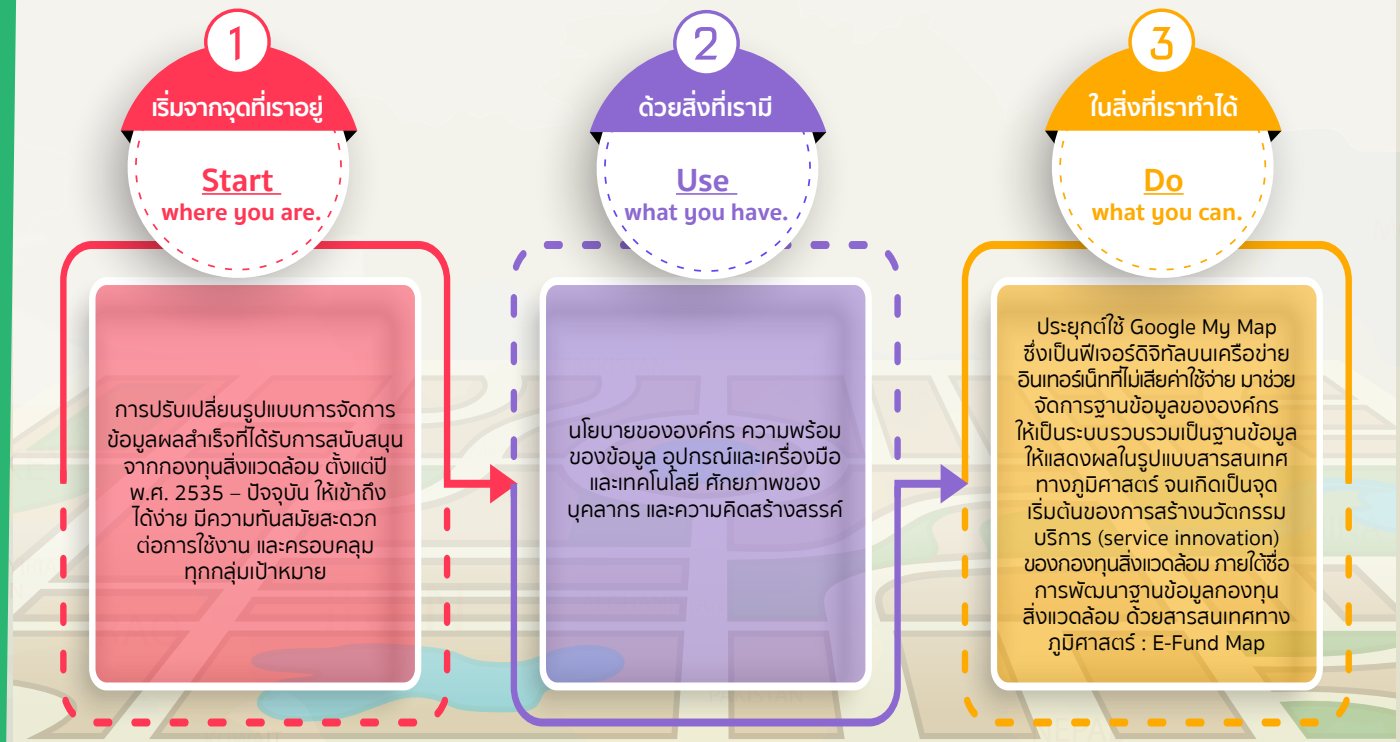 1
เริ่มจากจุดที่เราอยู่
Start
where you are.
การปรับเปลี่ยนรูปแบบการจัดการ
ข้อมูลผลสำเร็จที่ได้รับการสนับสนุน
จากกองทุนสิ่งแวดล้อม ตั้งแต่ปี
พ.ศ. 2535 – ปัจจุบัน ให้เข้าถึง
ได้ง่าย มีความทันสมัยสะดวก
ต่อการใช้งาน และครอบคลุม
ทุกกลุ่มเป้าหมาย
2
ด้วยสิ่งที่เรามี
Use
what you have.
นโยบายขององค์กร ความพร้อม
ของข้อมูล อุปกรณ์และเครื่องมือ
และเทคโนโลยี ศักยภาพของ
บุคลากร และความคิดสร้างสรรค์
3
ในสิ่งที่เราทำได้
Do
what you can.
ประยุกต์ใช้ Google My Map
ซึ่งเป็นฟีเจอร์ดิจิทัลบนเครือข่าย
อินเทอร์เน็ทที่ไม่เสียค่าใช้จ่าย มาช่วย
จัดการฐานข้อมูลขององค์กร
ให้เป็นระบบรวบรวมเป็นฐานข้อมูล
ให้แสดงผลในรูปแบบสารสนเทศ
ทางภูมิศาสตร์ จนเกิดเป็นจุด
เริ่มต้นของการสร้างนวัตกรรม
บริการ (service innovation)
ของกองทุนสิ่งแวดล้อม ภายใต้ชื่อ
การพัฒนาฐานข้อมูลกองทุน
สิ่งแวดล้อม ด้วยสารสนเทศทาง
ภูมิศาสตร์ : E-Fund Map